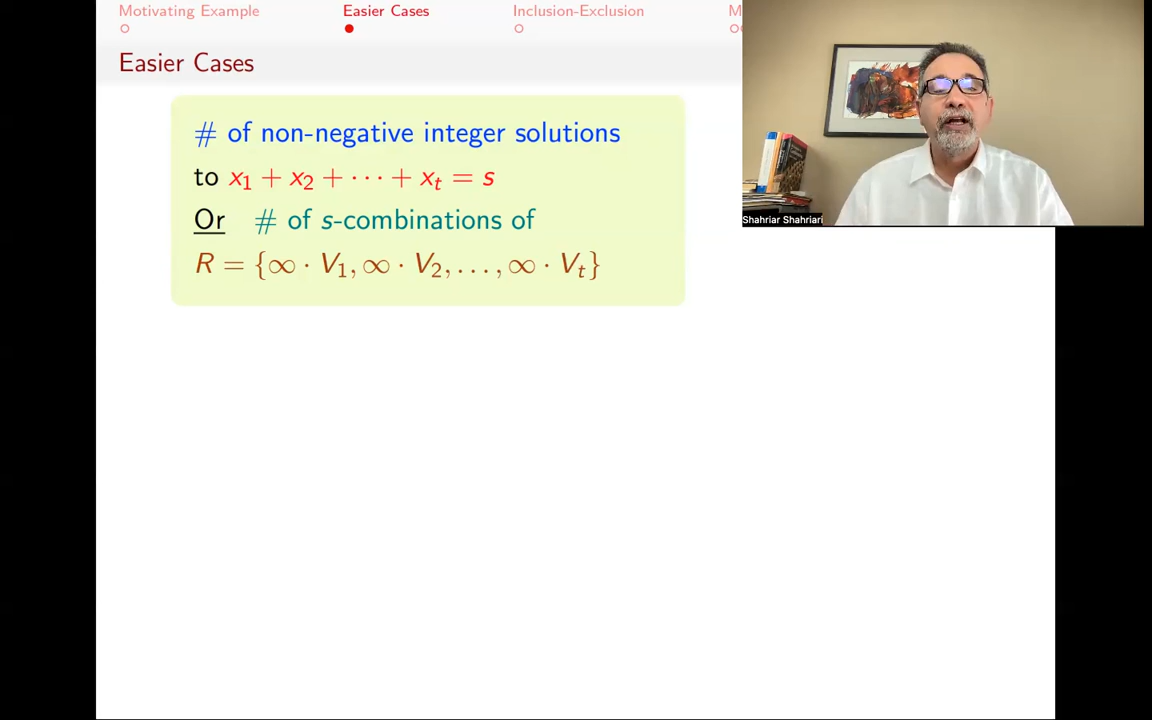 Motivating Example Easier Cases Inclusion-Exclusion M
Easier Cases
# of non-negative integer solutions
to x₁ + x₂ + ⋯ + xₜ = s
Or # of s-combinations of
R = {∞ · V₁, ∞ · V₂, . . . , ∞ · Vₜ}
Shahriar Shahriari